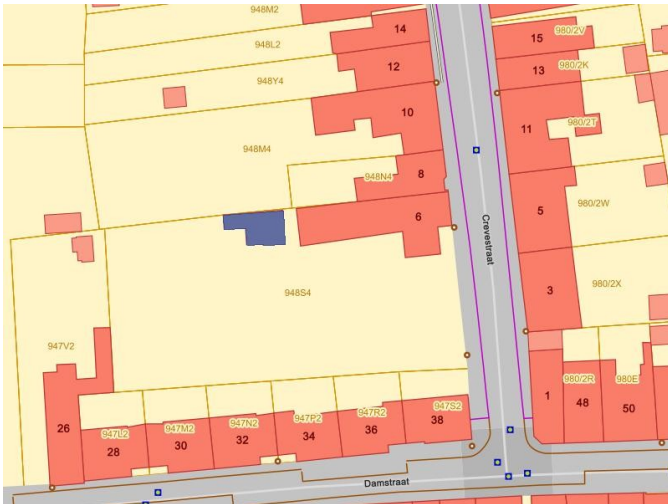 948M2
14
15
980/2V
948L2
12
13
980/2K
948Y4
10
11
980/2T
948M4
8
948N4
6
5
980/2W
Crevestraat
948S4
3
980/2X
947V2
1
980/2R
980E
48
50
26
947L2
28
947M2
30
947N2
32
947P2
34
947R2
36
947S2
38
Damstraat